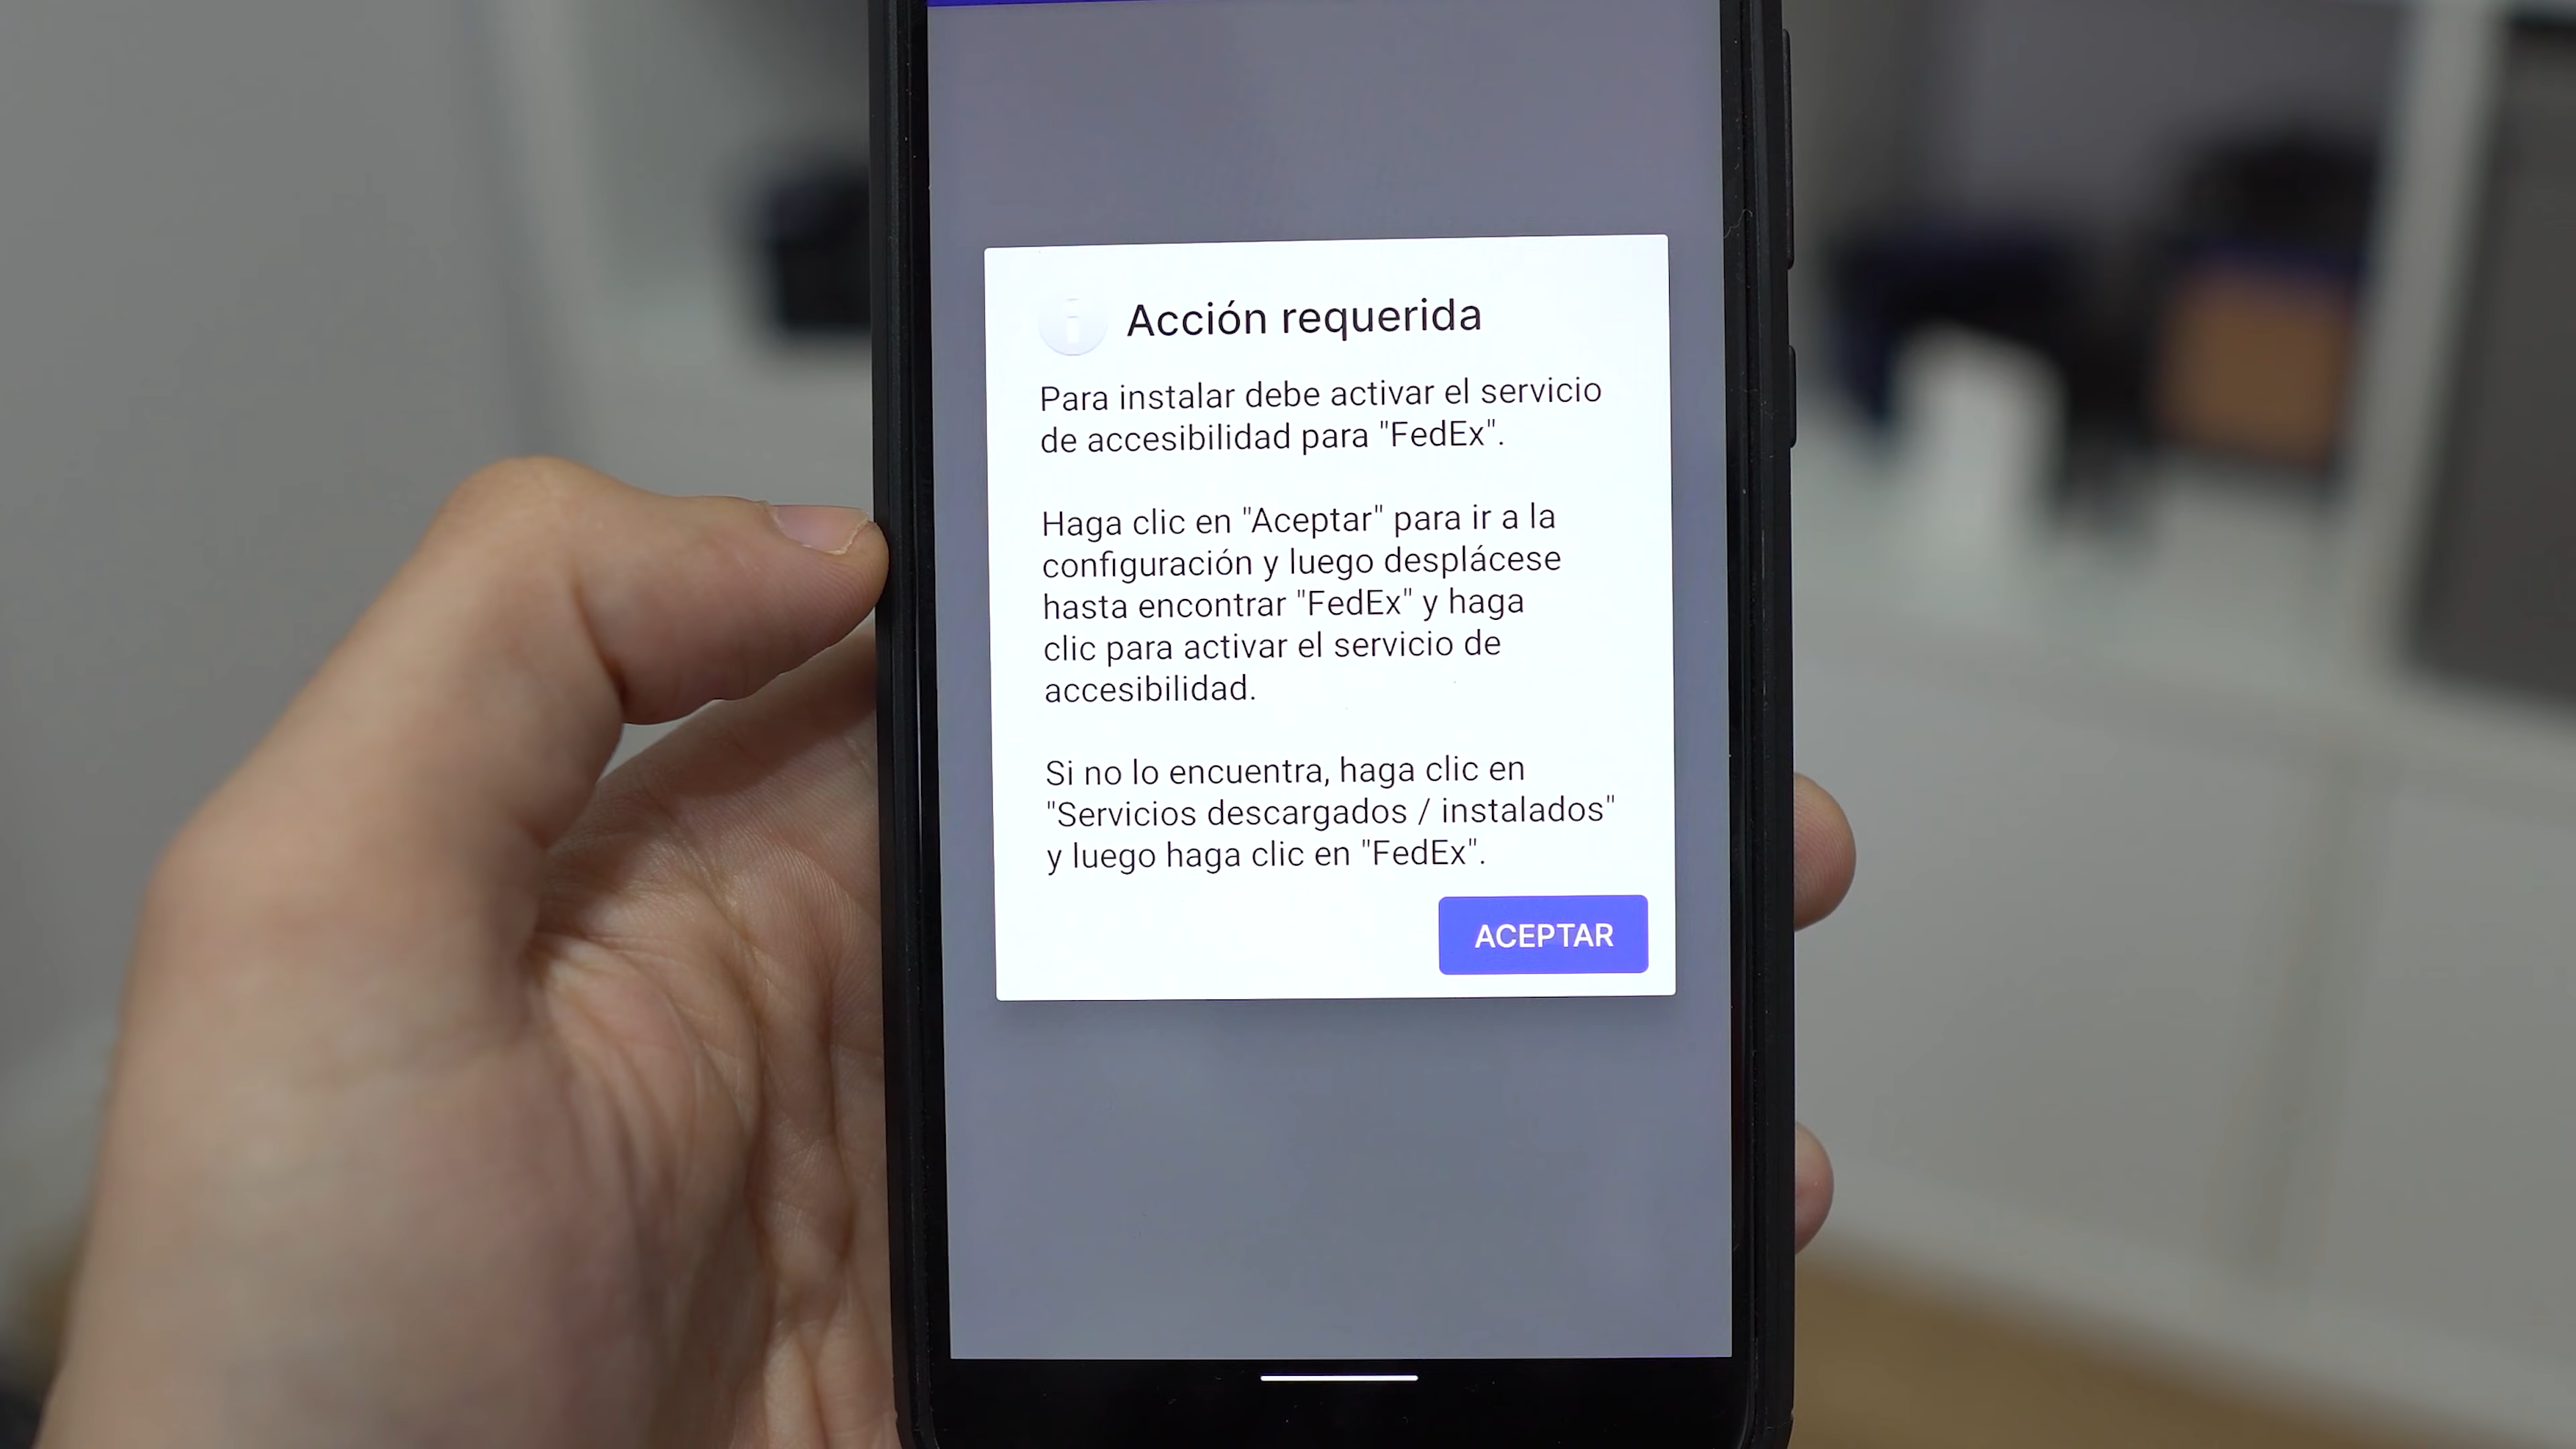 Acción requerida
Para instalar debe activar el servicio
de accesibilidad para "FedEx".
Haga clic en "Aceptar" para ir a la
configuración y luego desplácese
hasta encontrar "FedEx" y haga
clic para activar el servicio de
accesibilidad.
Si no lo encuentra, haga clic en
"Servicios descargados / instalados"
y luego haga clic en "FedEx".
ACEPTAR